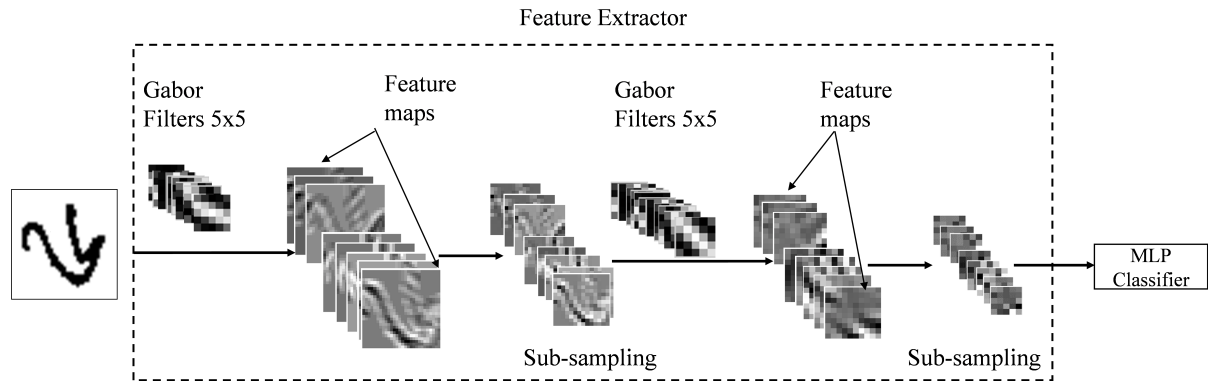 Feature Extractor
Gabor
Filters 5x5
Feature
maps
Gabor
Filters 5x5
Feature
maps
MLP
Classifier
Sub-sampling
Sub-sampling